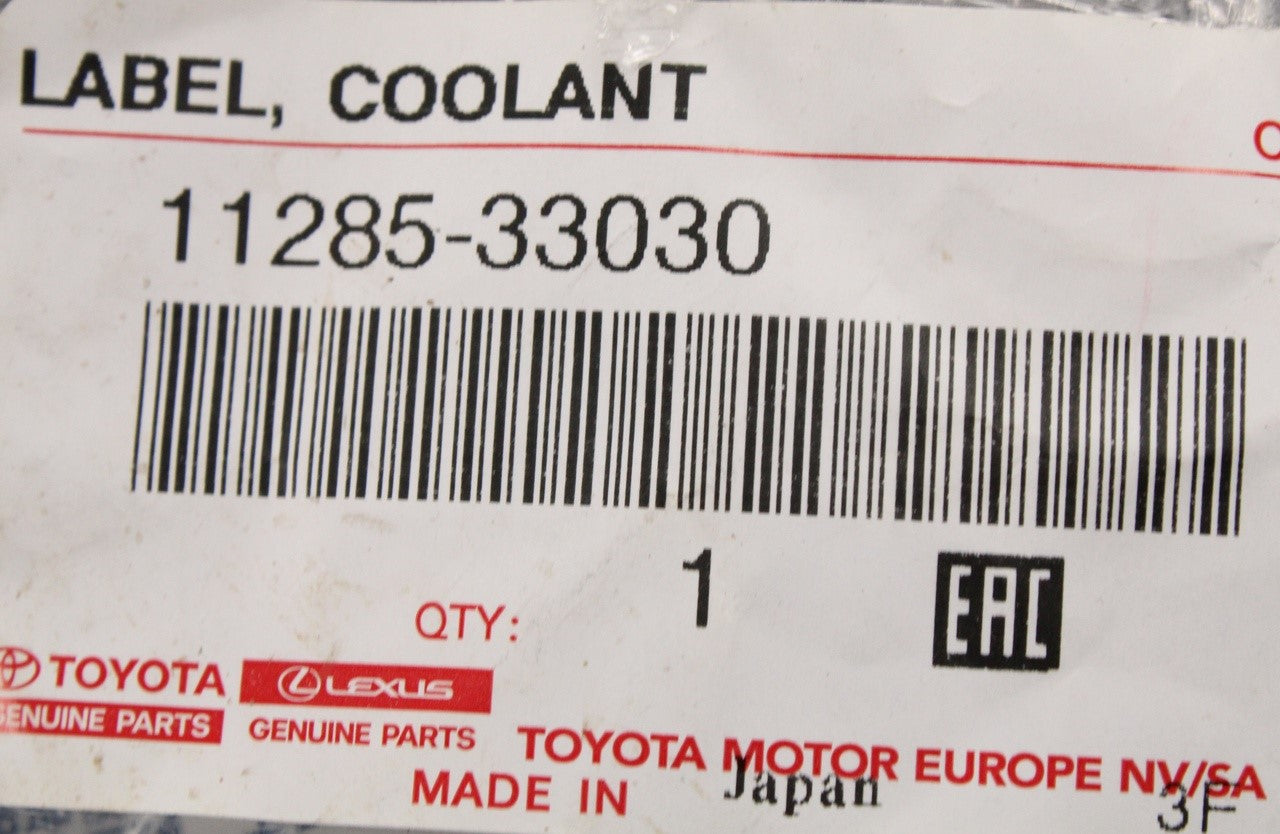 LABEL, COOLANT
11285-33030
QTY: 1
EAC
TOYOTA
GENUINE PARTS
LEXUS
GENUINE PARTS
TOYOTA MOTOR EUROPE NV/SA
MADE IN Japan
3F